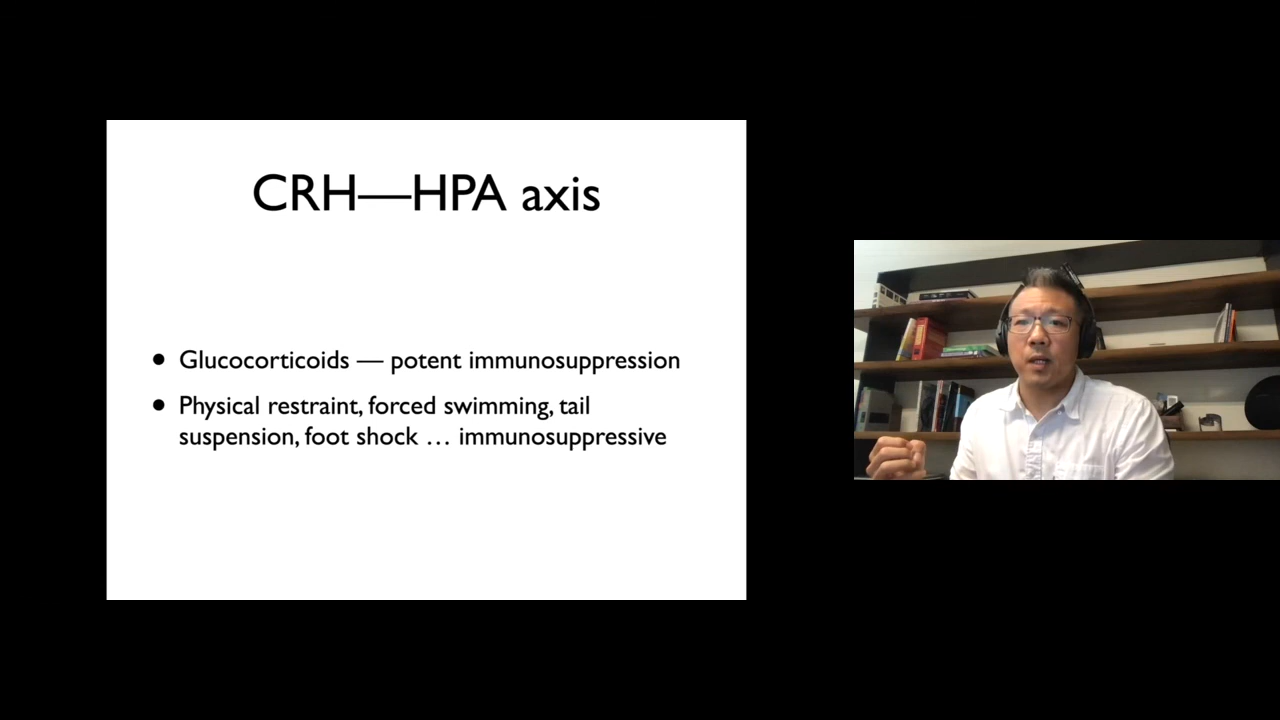 CRH—HPA axis
• Glucocorticoids — potent immunosuppression
• Physical restraint, forced swimming, tail
suspension, foot shock … immunosuppressive